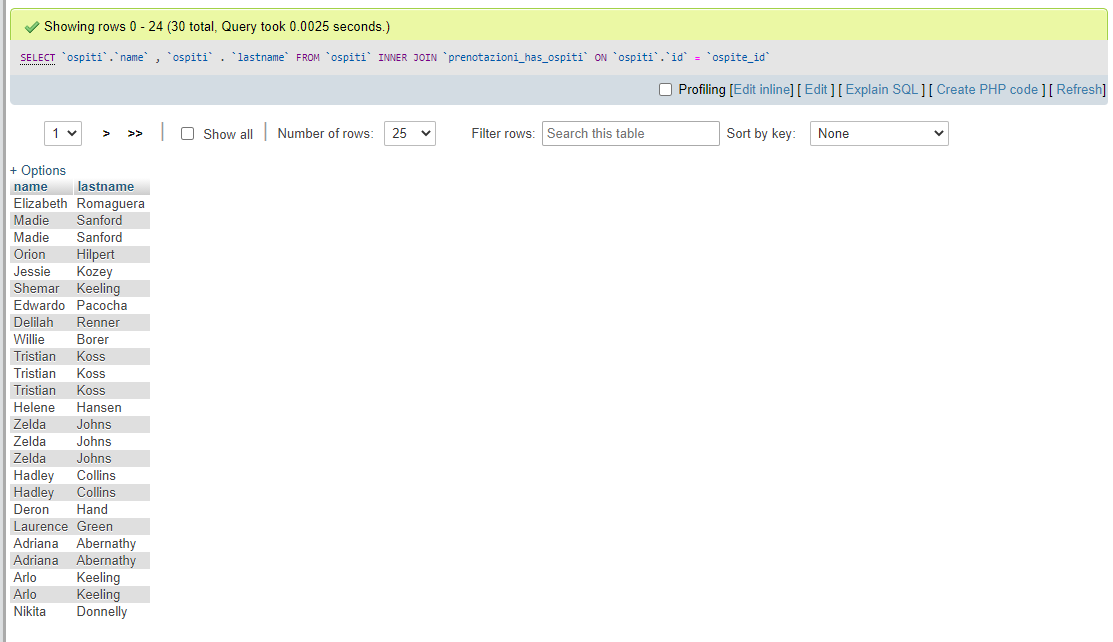 Showing rows 0 - 24 (30 total, Query took 0.0025 seconds.)
SELECT `ospiti`.`name` , `ospiti` . `lastname` FROM `ospiti` INNER JOIN `prenotazioni_has_ospiti` ON `ospiti`.`id` = `ospite_id`
Profiling [Edit inline] [ Edit ] [ Explain SQL ] [ Create PHP code ] [ Refresh]
1 > >> | Show all | Number of rows: 25 Filter rows: Search this table Sort by key: None
+ Options
name lastname
Elizabeth Romaguera
Madie Sanford
Madie Sanford
Orion Hilpert
Jessie Kozey
Shemar Keeling
Edwardo Pacocha
Delilah Renner
Willie Borer
Tristian Koss
Tristian Koss
Tristian Koss
Helene Hansen
Zelda Johns
Zelda Johns
Zelda Johns
Hadley Collins
Hadley Collins
Deron Hand
Laurence Green
Adriana Abernathy
Adriana Abernathy
Arlo Keeling
Arlo Keeling
Nikita Donnelly